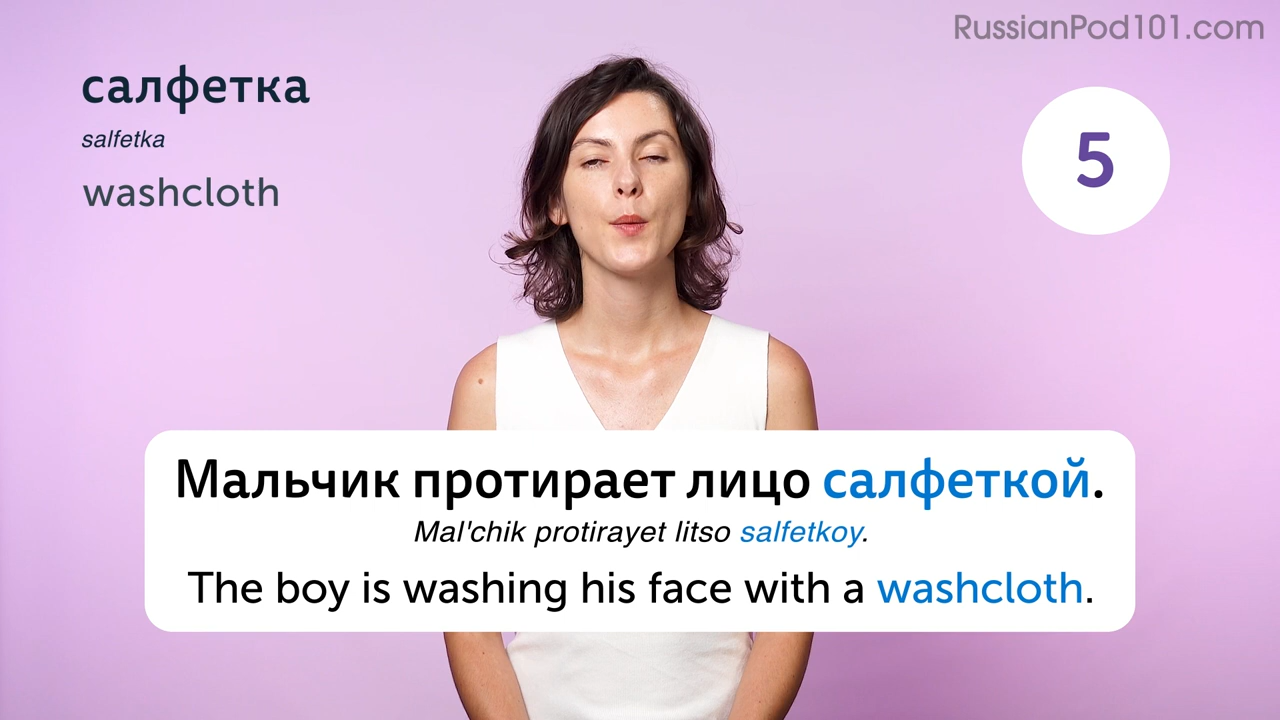 RussianPod101.com
салфетка
salfetka
washcloth
5
Мальчик протирает лицо салфеткой.
Mal'chik protirayet litso salfetkoy.
The boy is washing his face with a washcloth.